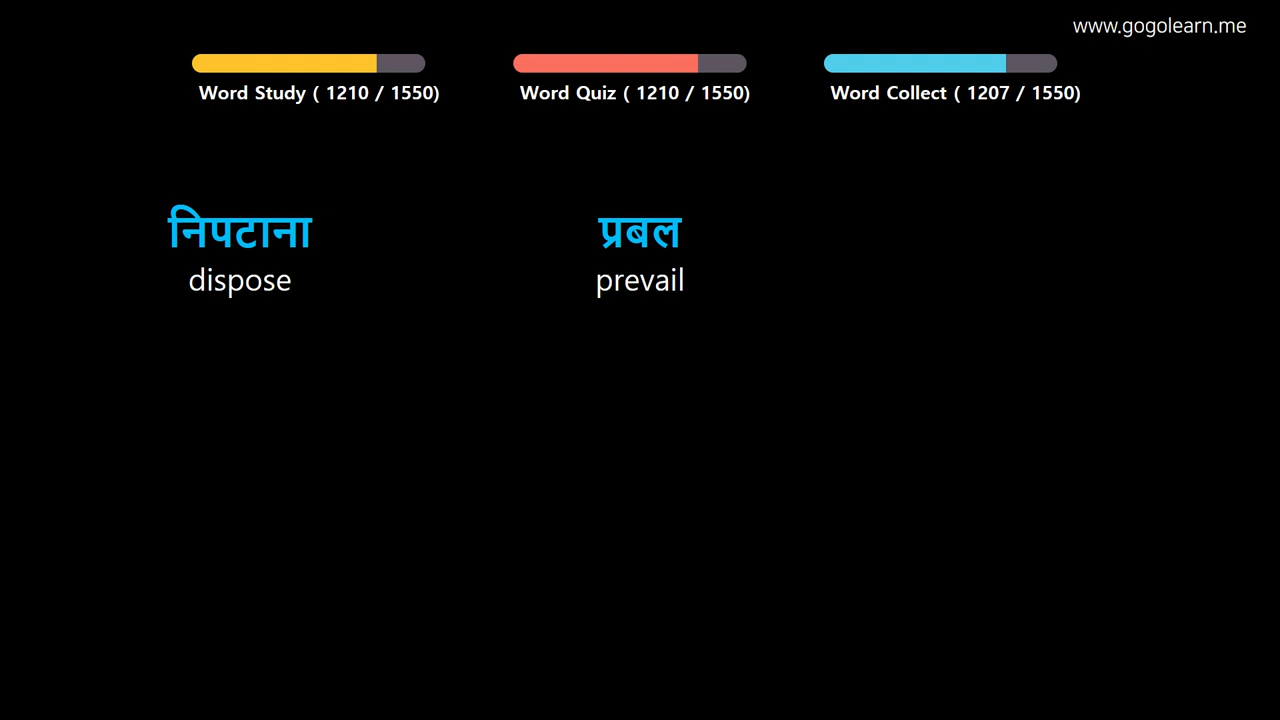 www.gogolearn.me
Word Study ( 1210 / 1550)
Word Quiz ( 1210 / 1550)
Word Collect ( 1207 / 1550)
निपटाना
dispose
प्रबल
prevail